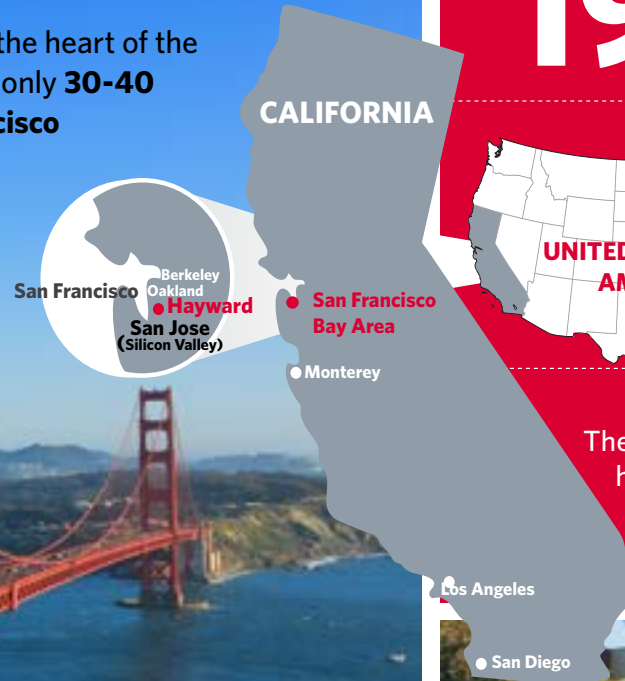 the heart of the
only 30-40
cisco
19
CALIFORNIA
UNITED
AM
Berkeley
San Francisco
Oakland
Hayward
San Jose
(Silicon Valley)
San Francisco
Bay Area
Monterey
The
h
Los Angeles
San Diego